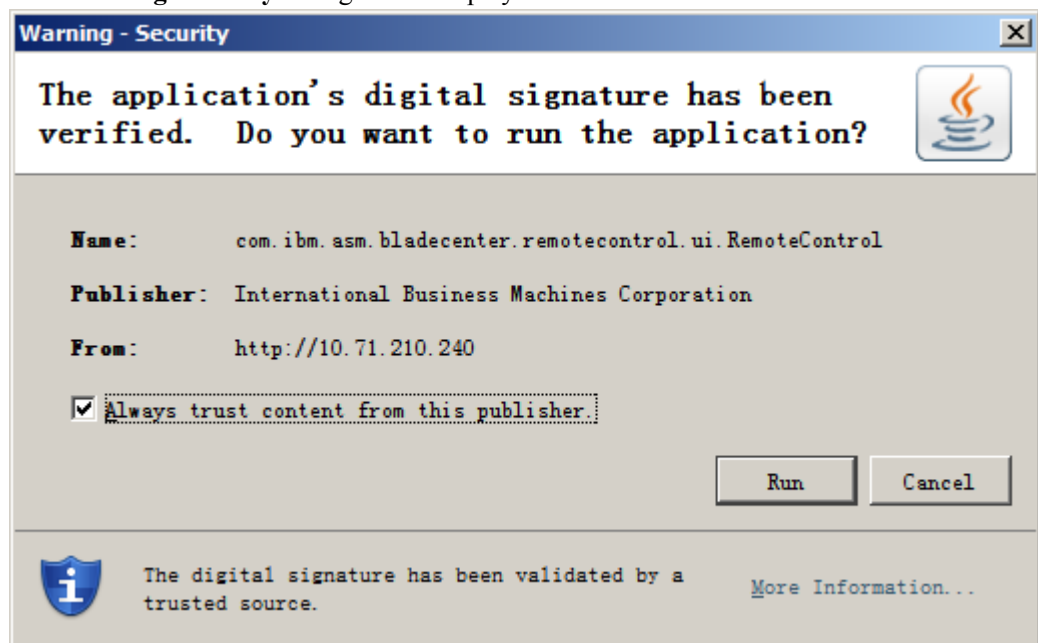 Warning - Security
The application's digital signature has been
verified. Do you want to run the application?
Name: com.ibm.asm.bladecenter.remotecontrol.ui.RemoteControl
Publisher: International Business Machines Corporation
From: http://10.71.210.240
Always trust content from this publisher.
Run Cancel
The digital signature has been validated by a
trusted source.
More Information...